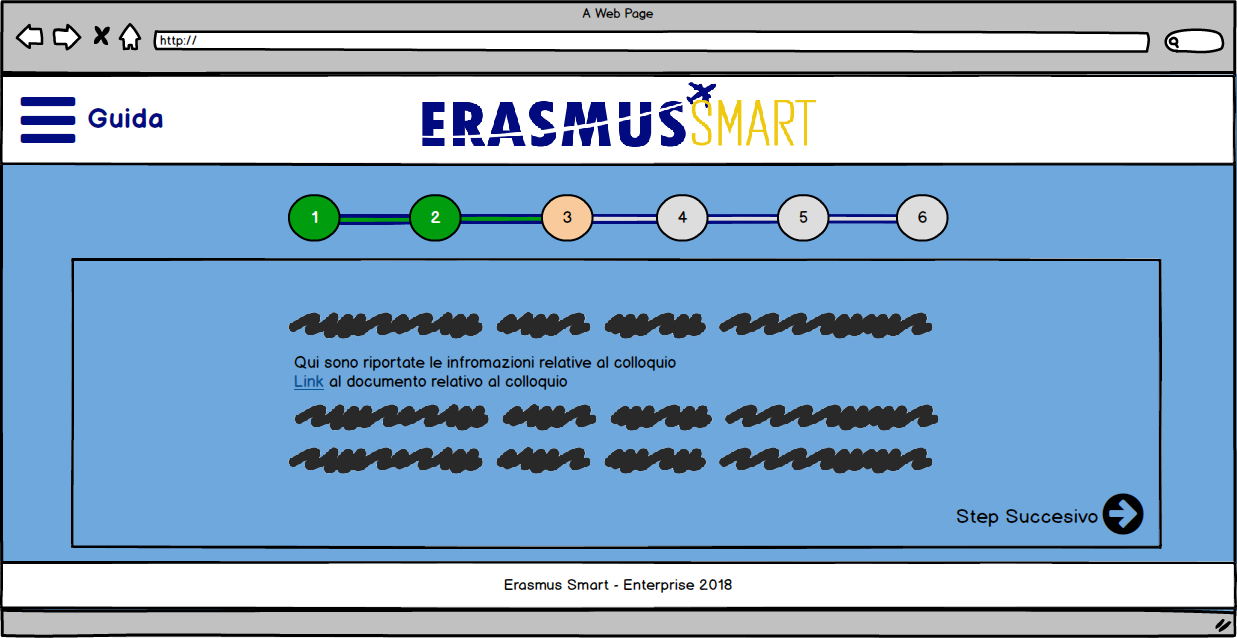 A Web Page
http://
Guida
ERASMUS SMART
1 2 3 4 5 6
Qui sono riportate le infromazioni relative al colloquio
Link al documento relativo al colloquio
Step Succesivo
Erasmus Smart - Enterprise 2018